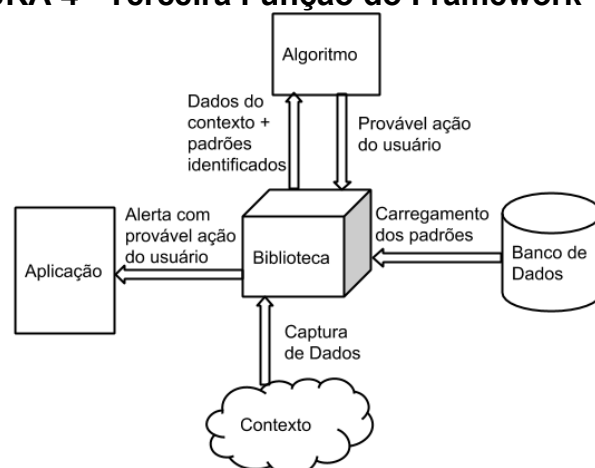 Terceira Função do Framework
Algoritmo
Dados do
contexto +
padrões
identificados
Provável ação
do usuário
Alerta com
provável ação
do usuário
Aplicação
Biblioteca
Carregamento
dos padrões
Banco de
Dados
Captura
de Dados
Contexto